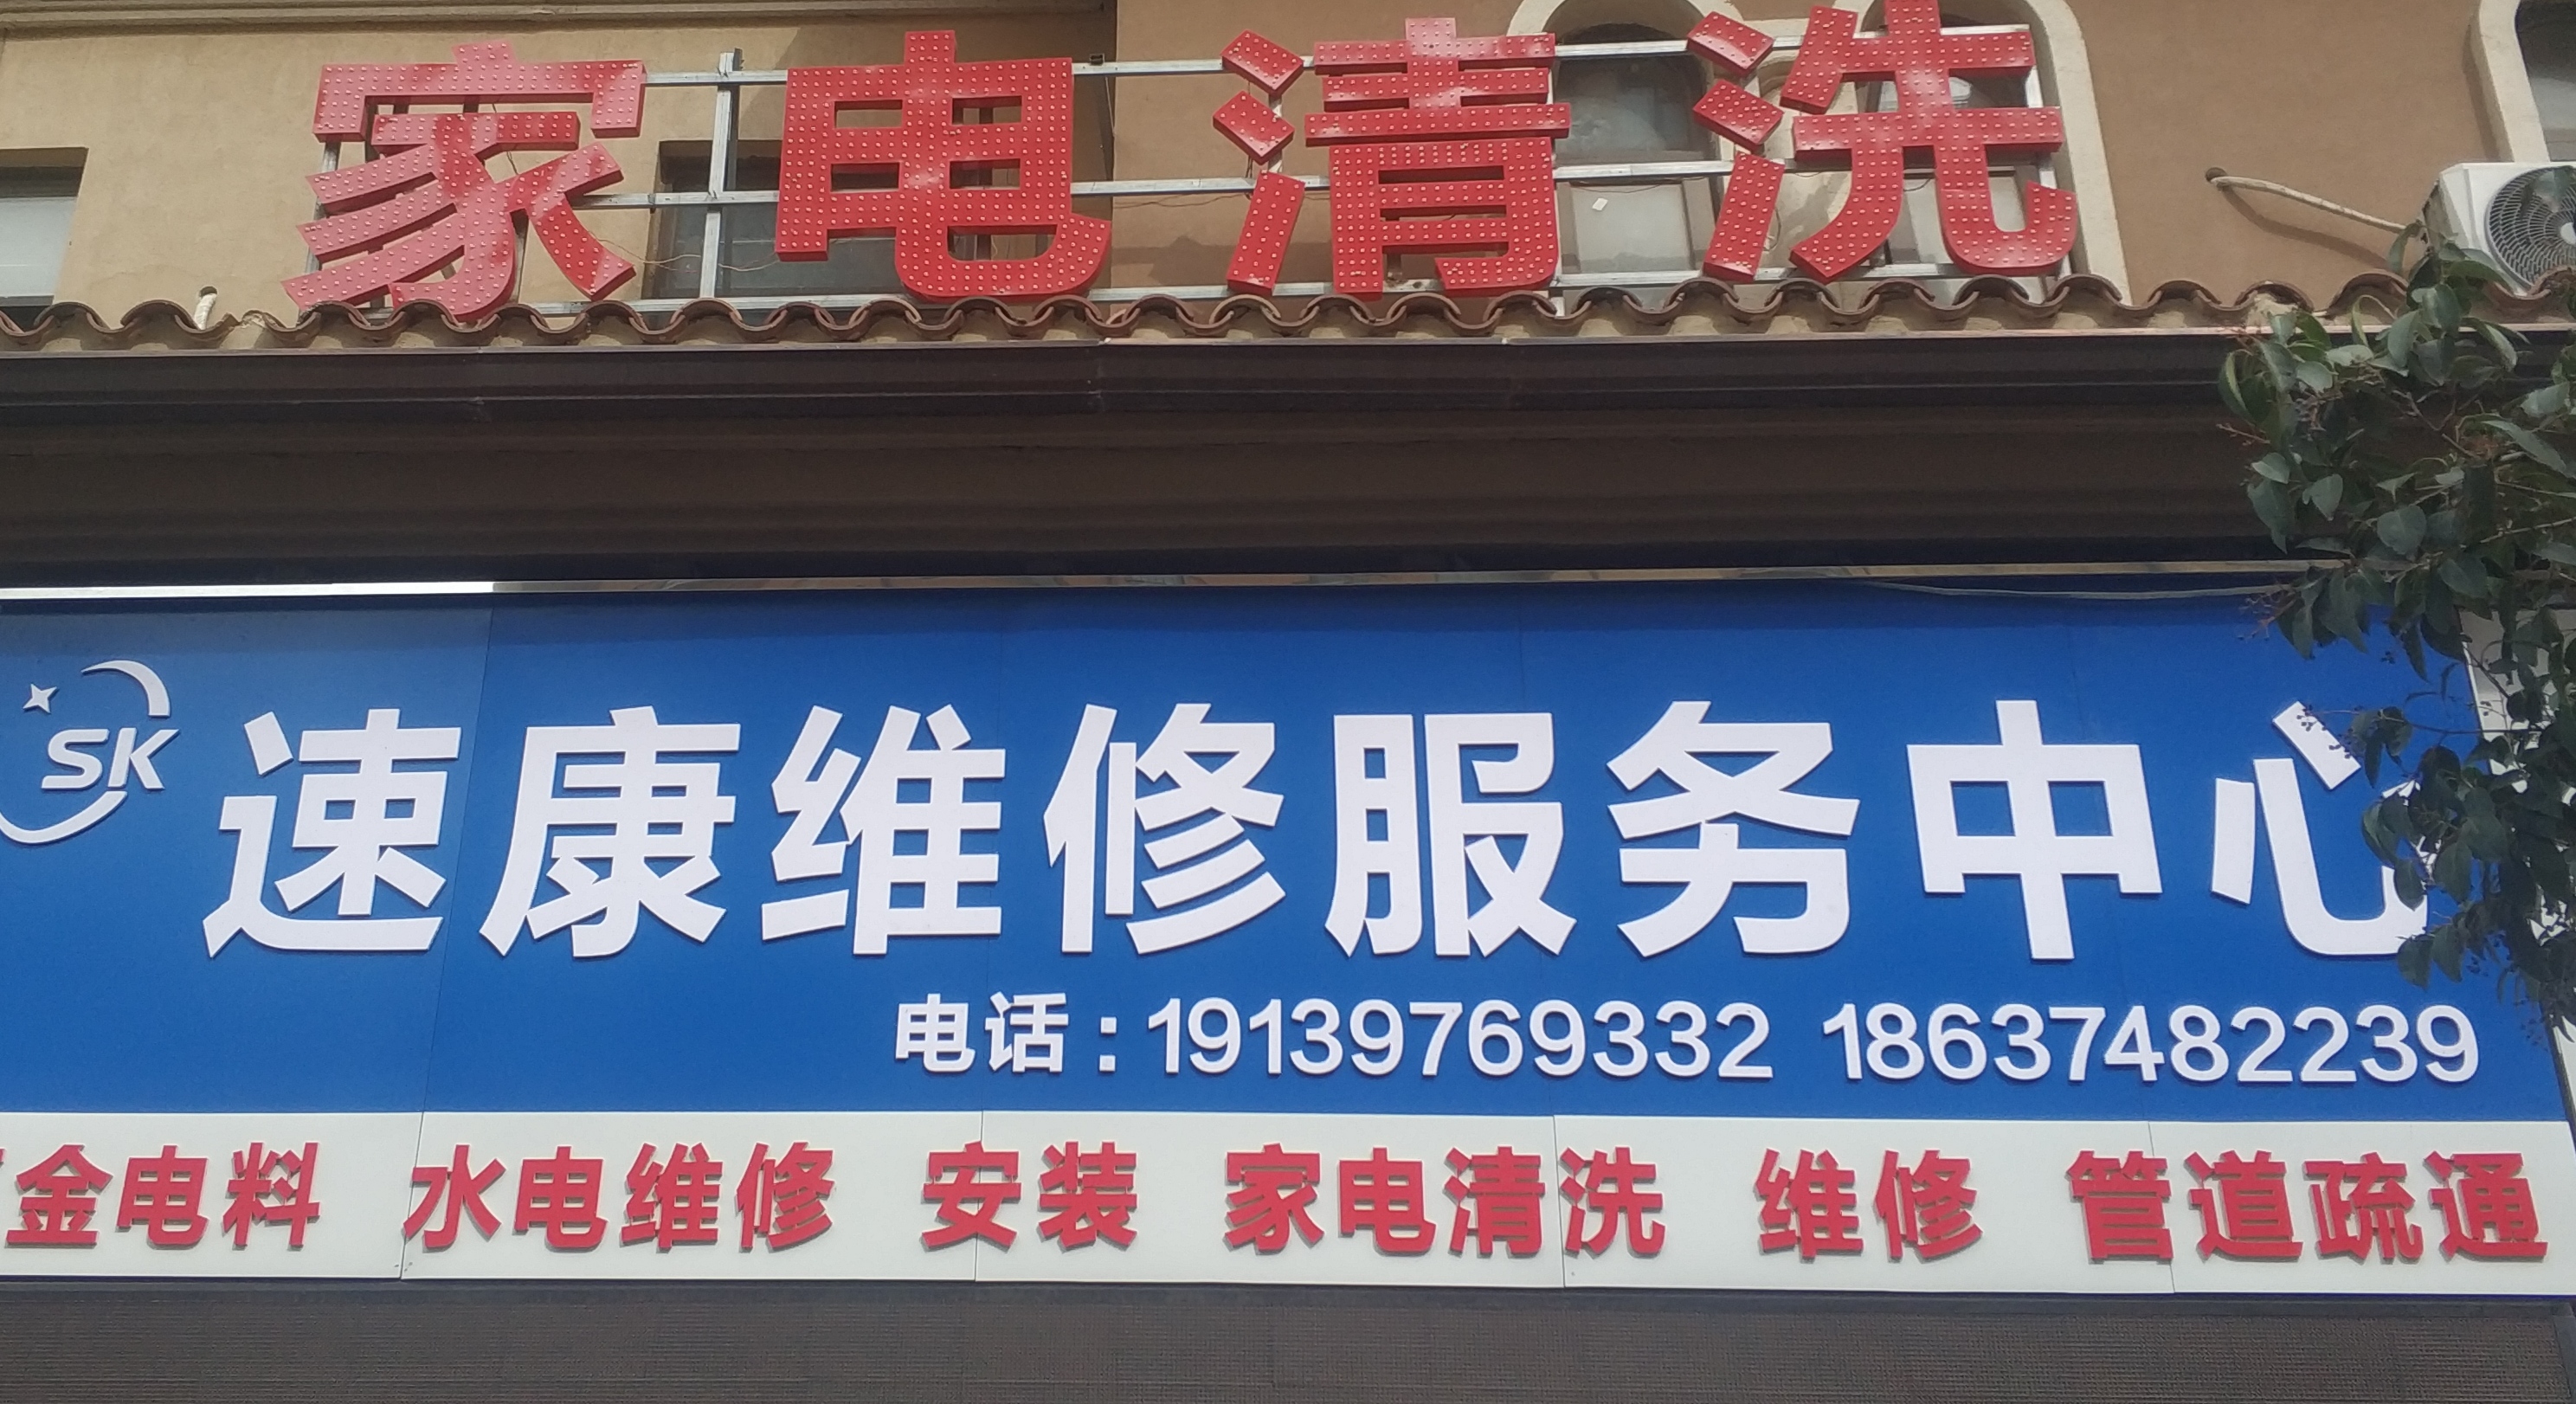 家电清洗
SK
速康维修服务中心
电话：19139769332 18637482239
金电料 水电维修 安装 家电清洗 维修 管道疏通